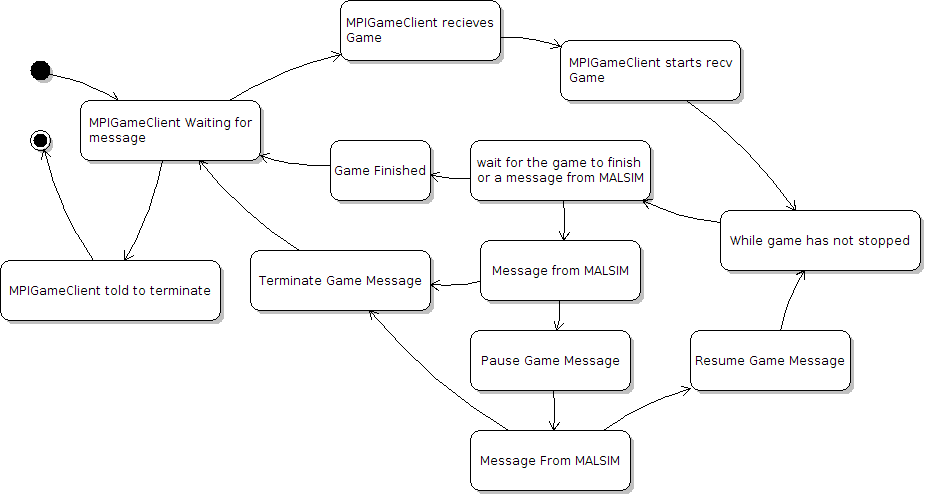 MPIGameClient recieves
Game
MPIGameClient starts recv
Game
MPIGameClient Waiting for
message
Game Finished
wait for the game to finish
or a message from MALSIM
While game has not stopped
MPIGameClient told to terminate
Terminate Game Message
Message from MALSIM
Pause Game Message
Resume Game Message
Message From MALSIM